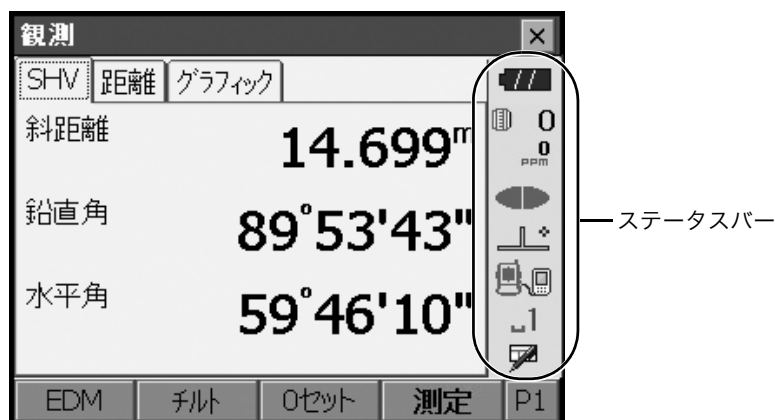 観測
SHV 距離 グラフィック
斜距離 14.699m
0
0
ppm
鉛直角 89°53'43"
ステータスバー
水平角 59°46'10"
1
EDM チルト 0セット 測定 P1